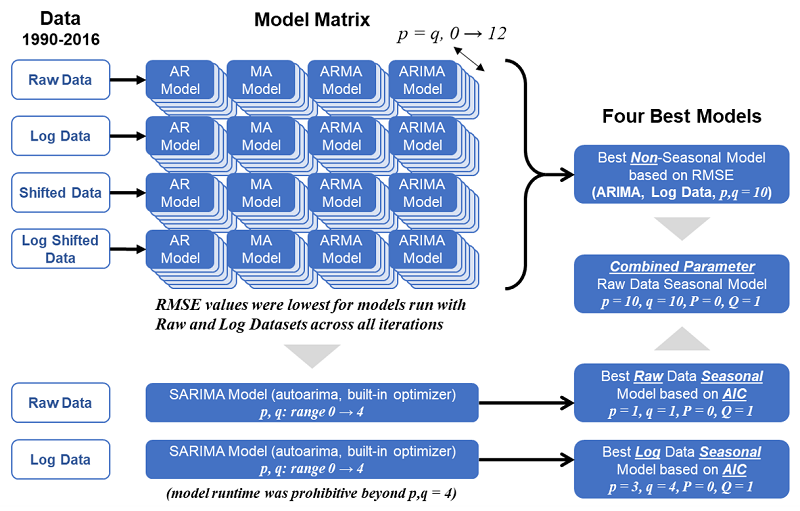 Data
1990-2016
Model Matrix
p = q, 0 → 12
Raw Data
AR
Model
MA
Model
ARMA
Model
ARIMA
Model
Log Data
AR
Model
MA
Model
ARMA
Model
ARIMA
Model
Shifted Data
AR
Model
MA
Model
ARMA
Model
ARIMA
Model
Log Shifted
Data
AR
Model
MA
Model
ARMA
Model
ARIMA
Model
RMSE values were lowest for models run with
Raw and Log Datasets across all iterations
Four Best Models
Best Non-Seasonal Model
based on RMSE
(ARIMA, Log Data, p,q = 10)
Combined Parameter
Raw Data Seasonal Model
p = 10, q = 10, P = 0, Q = 1
Raw Data
SARIMA Model (autoarima, built-in optimizer)
p, q: range 0 → 4
Best Raw Data Seasonal
Model based on AIC
p = 1, q = 1, P = 0, Q = 1
Log Data
SARIMA Model (autoarima, built-in optimizer)
p, q: range 0 → 4
Best Log Data Seasonal
Model based on AIC
p = 3, q = 4, P = 0, Q = 1
(model runtime was prohibitive beyond p,q = 4)